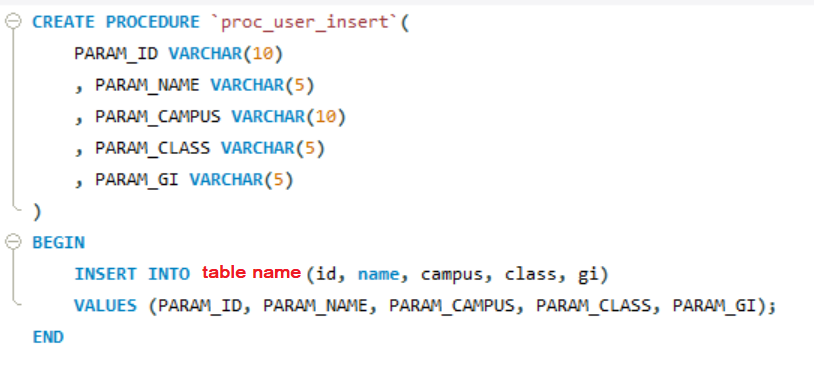 CREATE PROCEDURE `proc_user_insert`(
PARAM_ID VARCHAR(10)
, PARAM_NAME VARCHAR(5)
, PARAM_CAMPUS VARCHAR(10)
, PARAM_CLASS VARCHAR(5)
, PARAM_GI VARCHAR(5)
)
BEGIN
INSERT INTO table name (id, name, campus, class, gi)
VALUES (PARAM_ID, PARAM_NAME, PARAM_CAMPUS, PARAM_CLASS, PARAM_GI);
END